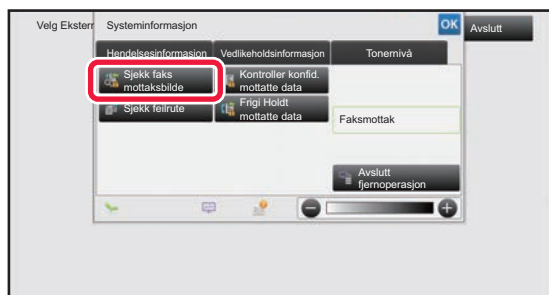 Velg Ekstern
Systeminformasjon
OK
Avslutt
Hendelsesinformasjon
Vedlikeholdsinformasjon
Tonernivå
Sjekk faks
mottaksbilde
Kontroller konfid.
mottatte data
Sjekk feilrute
Frigi Holdt
mottatte data
Faksmottak
Avslutt
fjernoperasjon